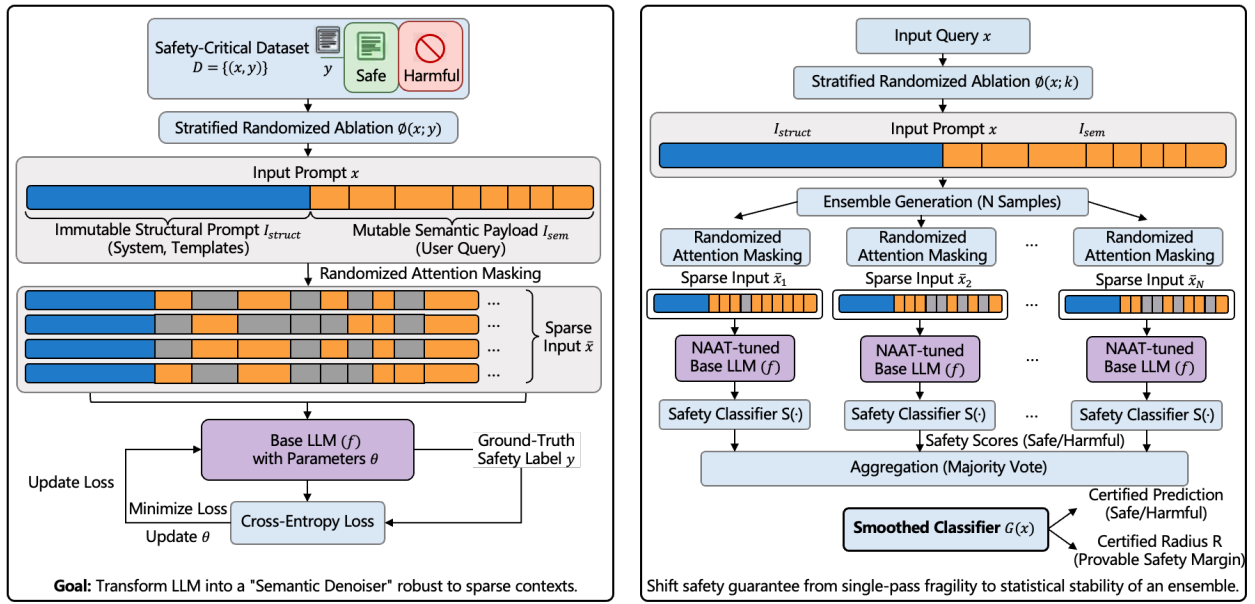 Safety-Critical Dataset
D = {(x, y)}
y
Safe
Harmful
Stratified Randomized Ablation ∅(x; y)
Input Prompt x
Immutable Structural Prompt I_struct
(System, Templates)
Mutable Semantic Payload I_sem
(User Query)
Randomized Attention Masking
...
...
...
...
Sparse
Input x̄
Base LLM (f)
with Parameters θ
Ground-Truth
Safety Label y
Update Loss
Minimize Loss
Update θ
Cross-Entropy Loss
Goal: Transform LLM into a "Semantic Denoiser" robust to sparse contexts.
Input Query x
Stratified Randomized Ablation ∅(x; k)
I_struct
Input Prompt x
I_sem
Ensemble Generation (N Samples)
Randomized
Attention Masking
Randomized
Attention Masking
...
Randomized
Attention Masking
Sparse Input x̄₁
Sparse Input x̄₂
Sparse Input x̄_N
...
NAAT-tuned
Base LLM (f)
NAAT-tuned
Base LLM (f)
...
NAAT-tuned
Base LLM (f)
Safety Classifier S(·)
Safety Classifier S(·)
...
Safety Classifier S(·)
Safety Scores (Safe/Harmful)
Aggregation (Majority Vote)
Smoothed Classifier G(x)
Certified Prediction
(Safe/Harmful)
Certified Radius R
(Provable Safety Margin)
Shift safety guarantee from single-pass fragility to statistical stability of an ensemble.